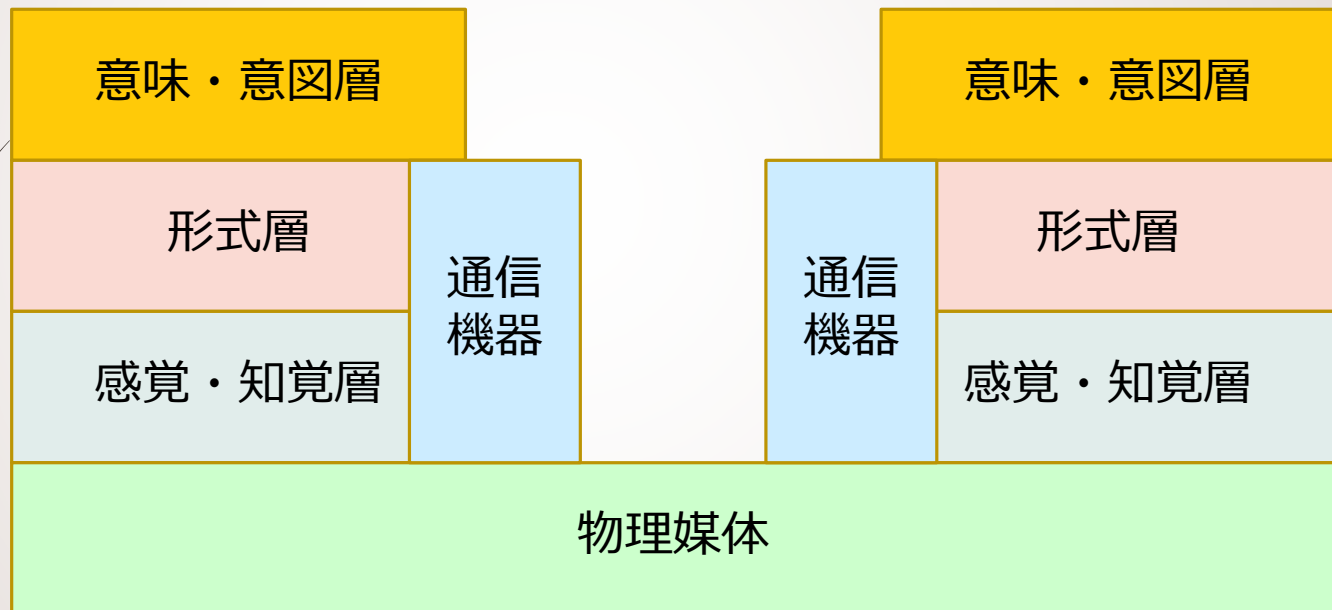 意味・意図層
意味・意図層
形式層
通信
機器
通信
機器
形式層
感覚・知覚層
感覚・知覚層
物理媒体